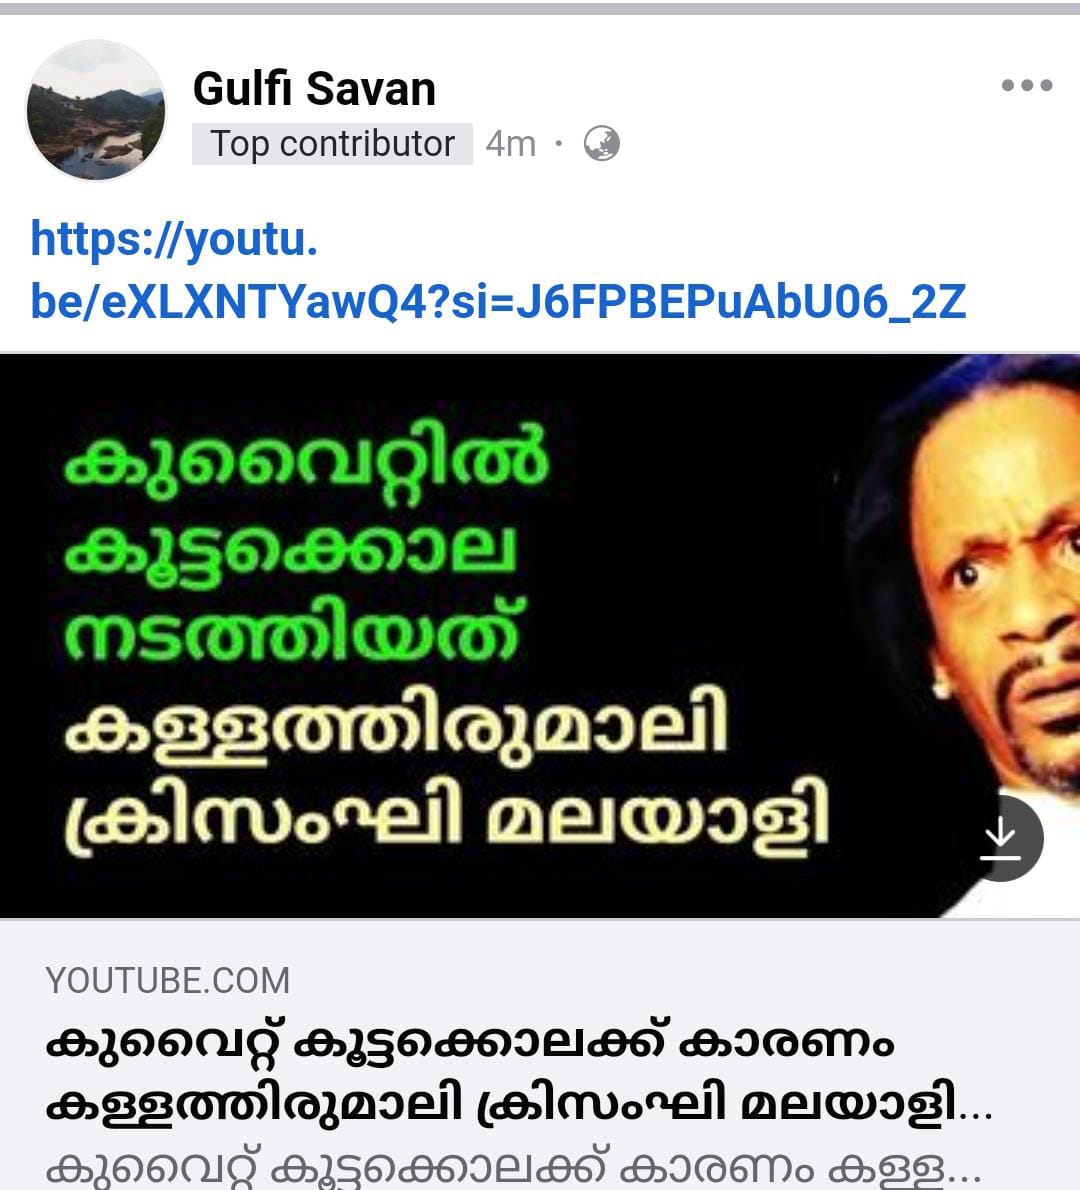 Gulfi Savan
Top contributor 4m ·
https://youtu.
be/eXLXNTYawQ4?si=J6FPBEPuAbU06_2Z
കുവൈറ്റിൽ
കൂട്ടക്കൊല
നടത്തിയത്
കള്ളത്തിരുമാലി
ക്രിസംഘി മലയാളി
YOUTUBE.COM
കുവൈറ്റ് കൂട്ടക്കൊലക്ക് കാരണം
കള്ളത്തിരുമാലി ക്രിസംഘി മലയാളി...
കുവൈറ്റ് കൂട്ടക്കൊലക്ക് കാരണം കള്ള...